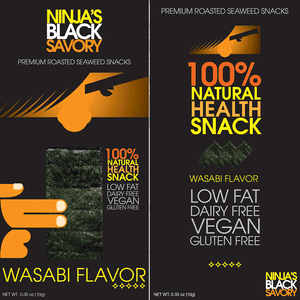 NINJA'S
BLACK
SAVORY
PREMIUM ROASTED SEAWEED SNACKS
100%
NATURAL
HEALTH
SNACK
LOW FAT
DAIRY FREE
VEGAN
GLUTEN FREE
WASABI FLAVOR
NET WT. 0.35 oz (10g)
PREMIUM ROASTED SEAWEED SNACKS
100%
NATURAL
HEALTH
SNACK
WASABI FLAVOR
LOW FAT
DAIRY FREE
VEGAN
GLUTEN FREE
NET WT. 0.35 oz (10g)
NINJA'S
BLACK
SAVORY